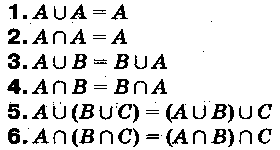 1. A ∪ A = A
2. A ∩ A = A
3. A ∪ B = B ∪ A
4. A ∩ B = B ∩ A
5. A ∪ (B ∪ C) = (A ∪ B) ∪ C
6. A ∩ (B ∩ C) = (A ∩ B) ∩ C